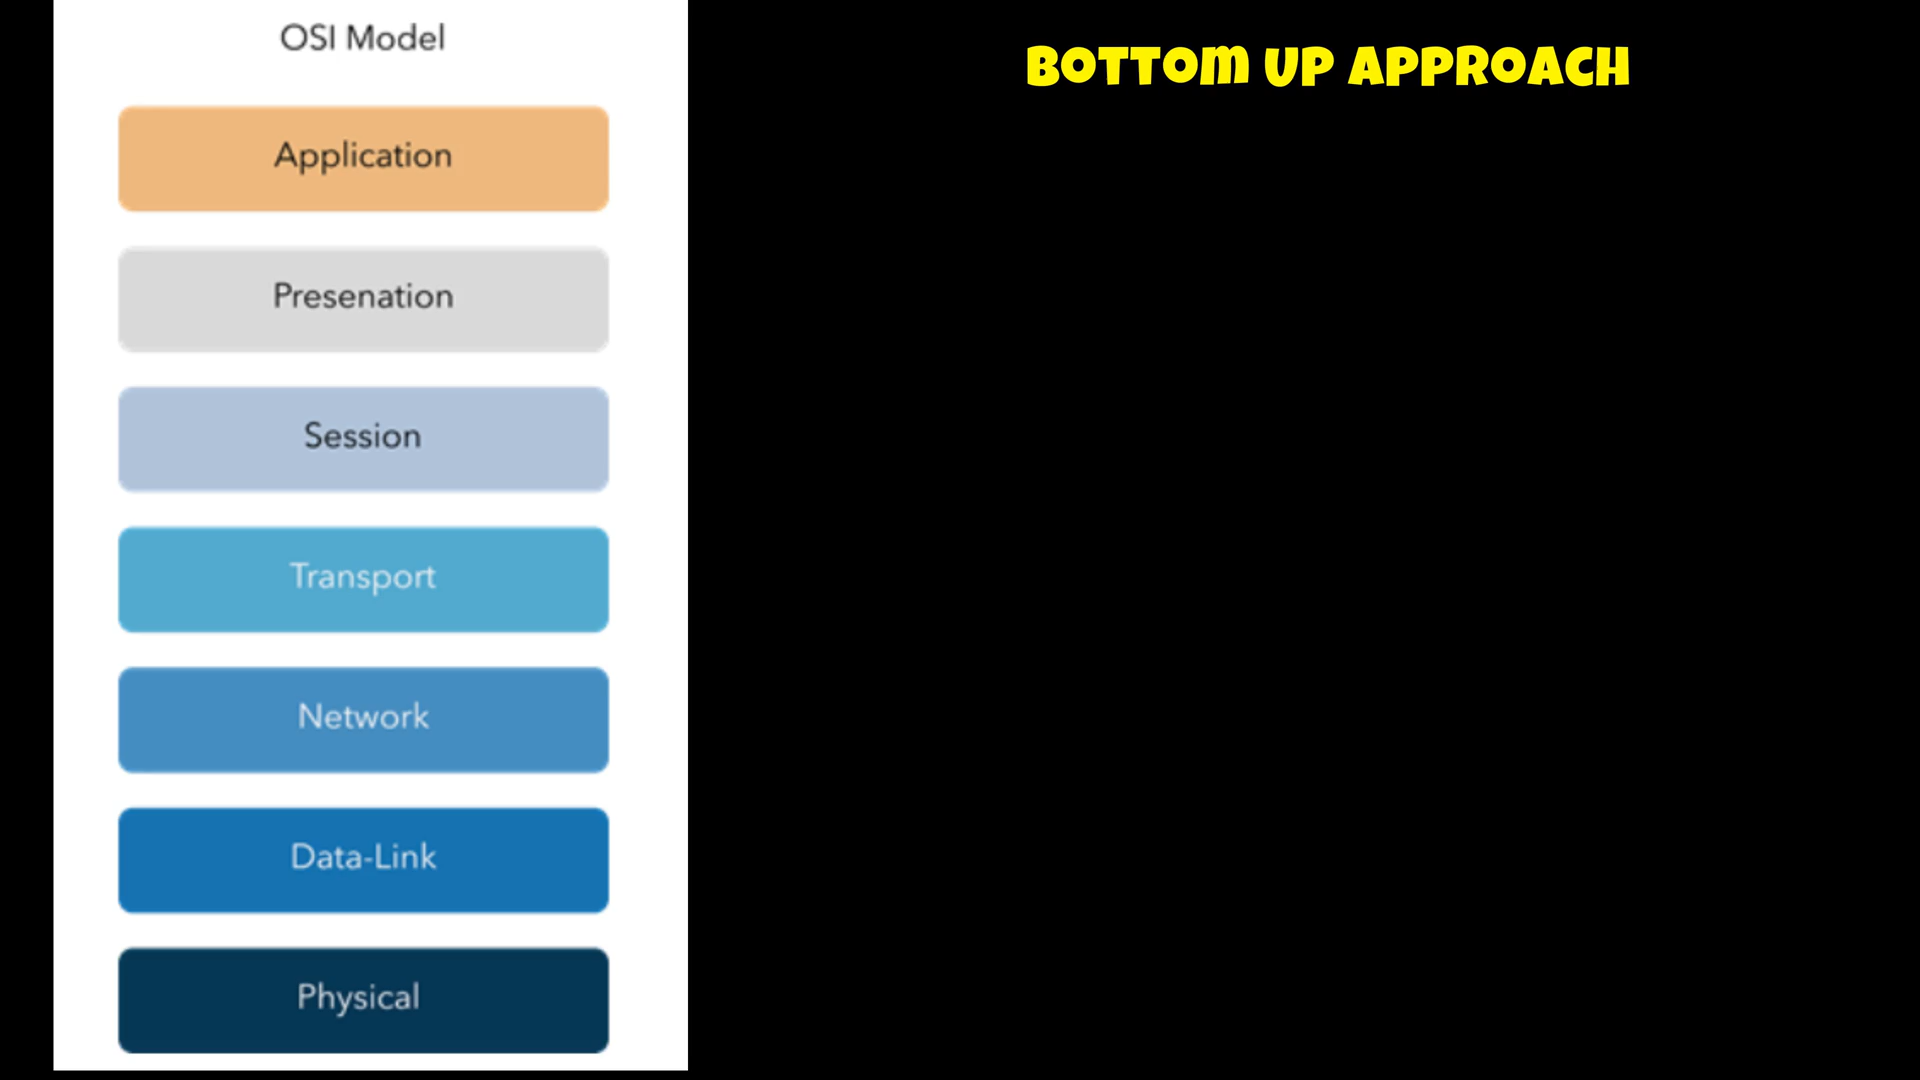 OSI Model
Application
Presenation
Session
Transport
Network
Data-Link
Physical
BOTTOM UP APPROACH